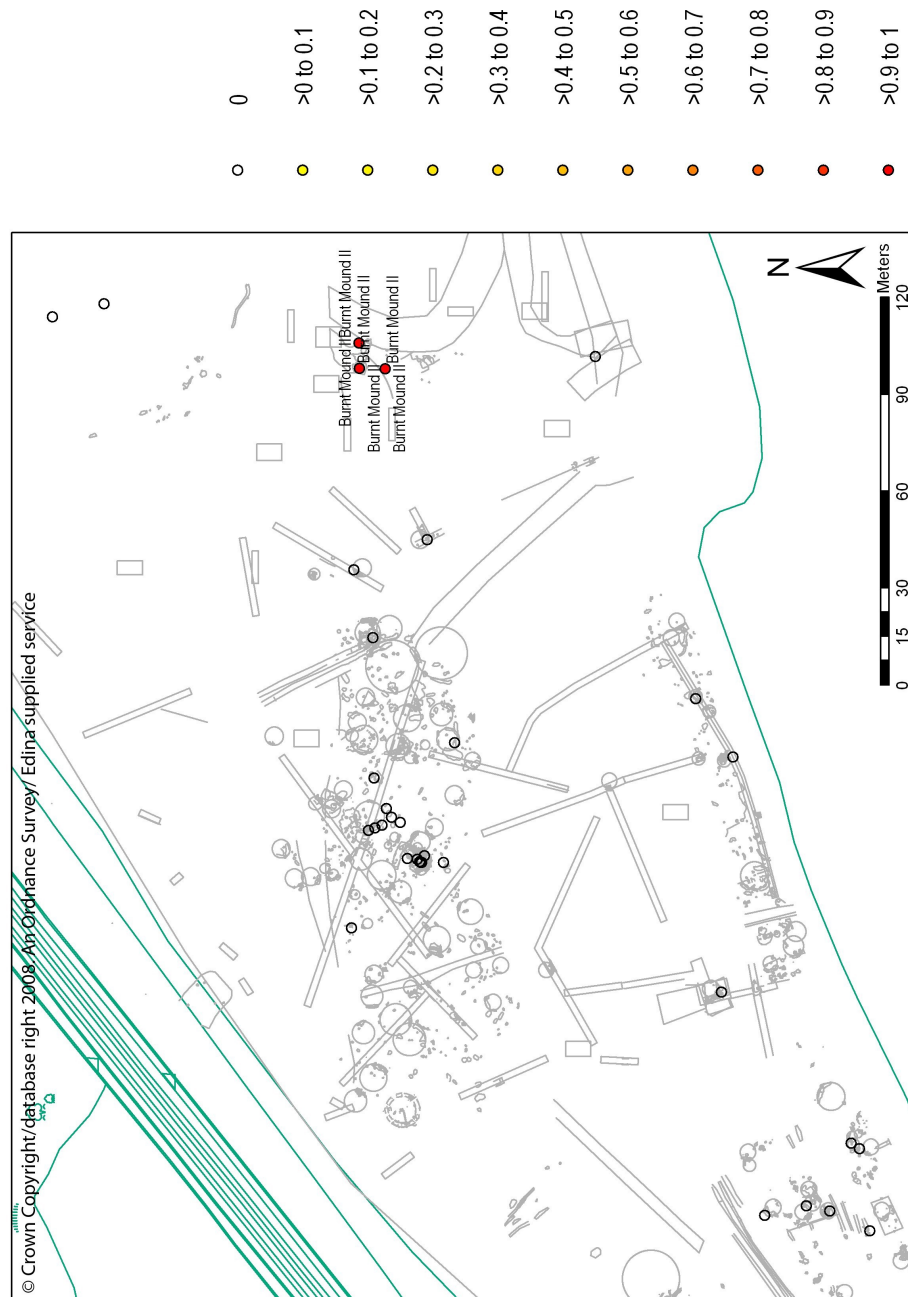 © Crown Copyright/database right 2008. An Ordnance Survey/ Edina supplied service
0
>0 to 0.1
>0.1 to 0.2
>0.2 to 0.3
>0.3 to 0.4
>0.4 to 0.5
>0.5 to 0.6
>0.6 to 0.7
>0.7 to 0.8
>0.8 to 0.9
>0.9 to 1
Burnt Mound II
Burnt Mound II
Burnt Mound II
Burnt Mound II
Burnt Mound II
Burnt Mound II
N
0 15 30 60 90 120
Meters